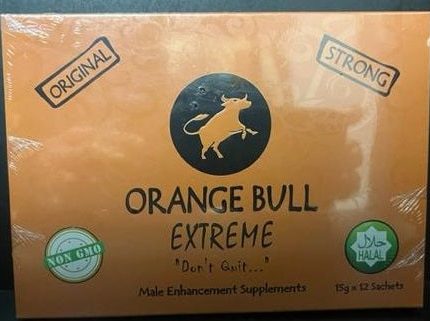 ORIGINAL
STRONG
ORANGE BULL
EXTREME
"Don't Quit..."
NON GMO
حلال
HALAL
Male Enhancement Supplements
15g x 12 Sachets